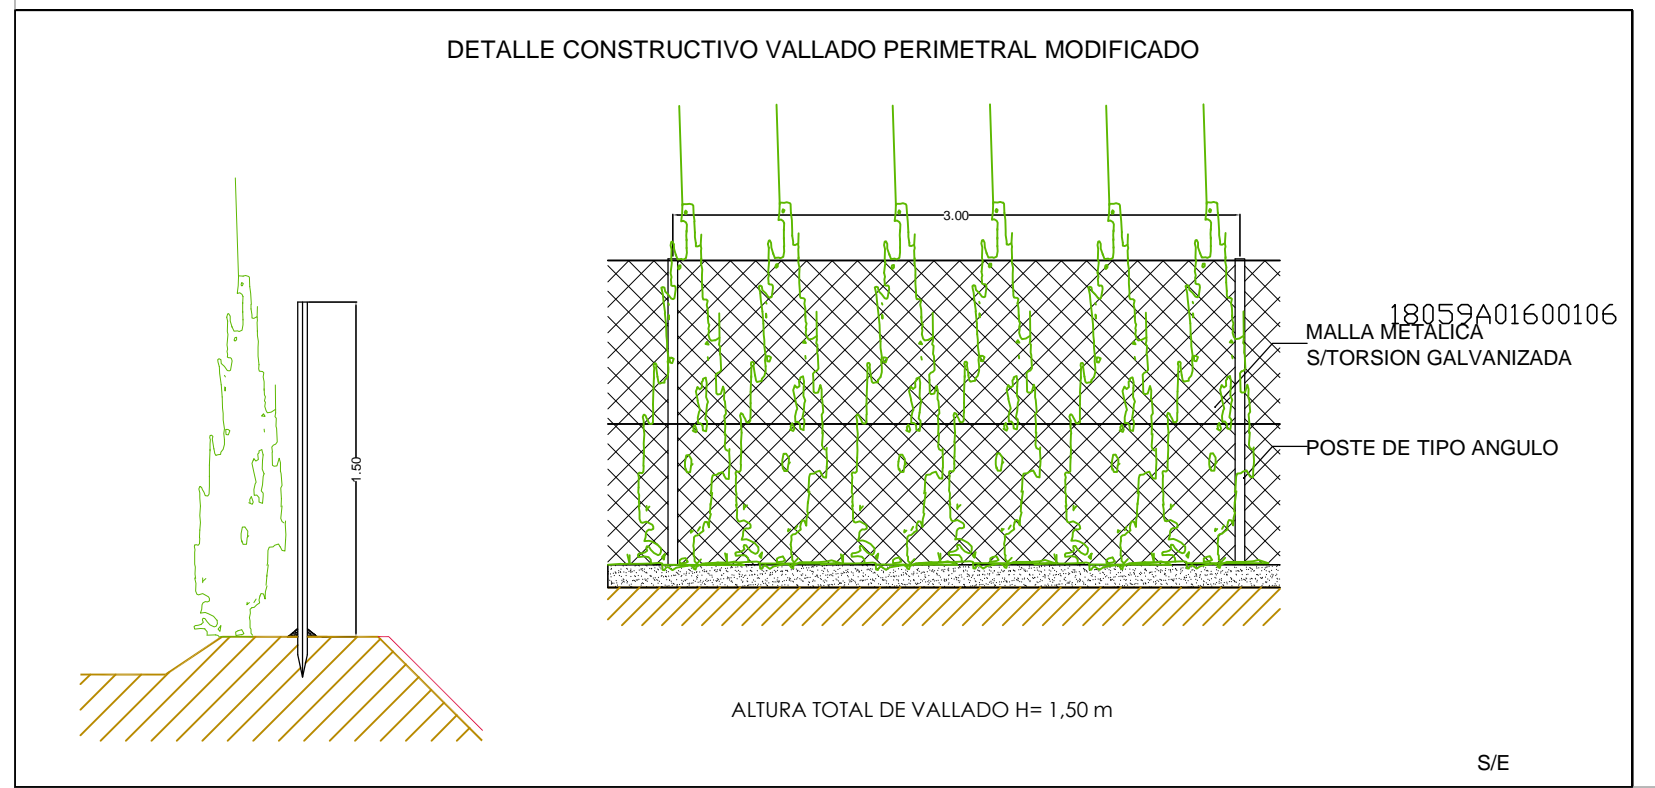 DETALLE CONSTRUCTIVO VALLADO PERIMETRAL MODIFICADO
3.00
18059A01600106
MALLA METALICA
S/TORSION GALVANIZADA
POSTE DE TIPO ANGULO
1.50
ALTURA TOTAL DE VALLADO H= 1,50 m
S/E